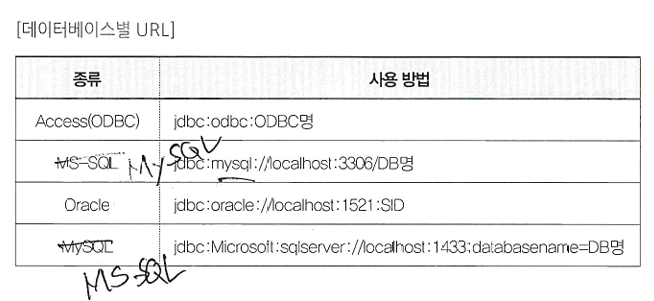 [데이터베이스별 URL]
종류 사용 방법
Access(ODBC) jdbc:odbc:ODBC명
MS-SQL MySQL jdbc:mysql://localhost:3306/DB명
Oracle jdbc:oracle://localhost:1521:SID
MySQL jdbc:Microsoft:sqlserver://localhost:1433;databasename=DB명
MS-SQL